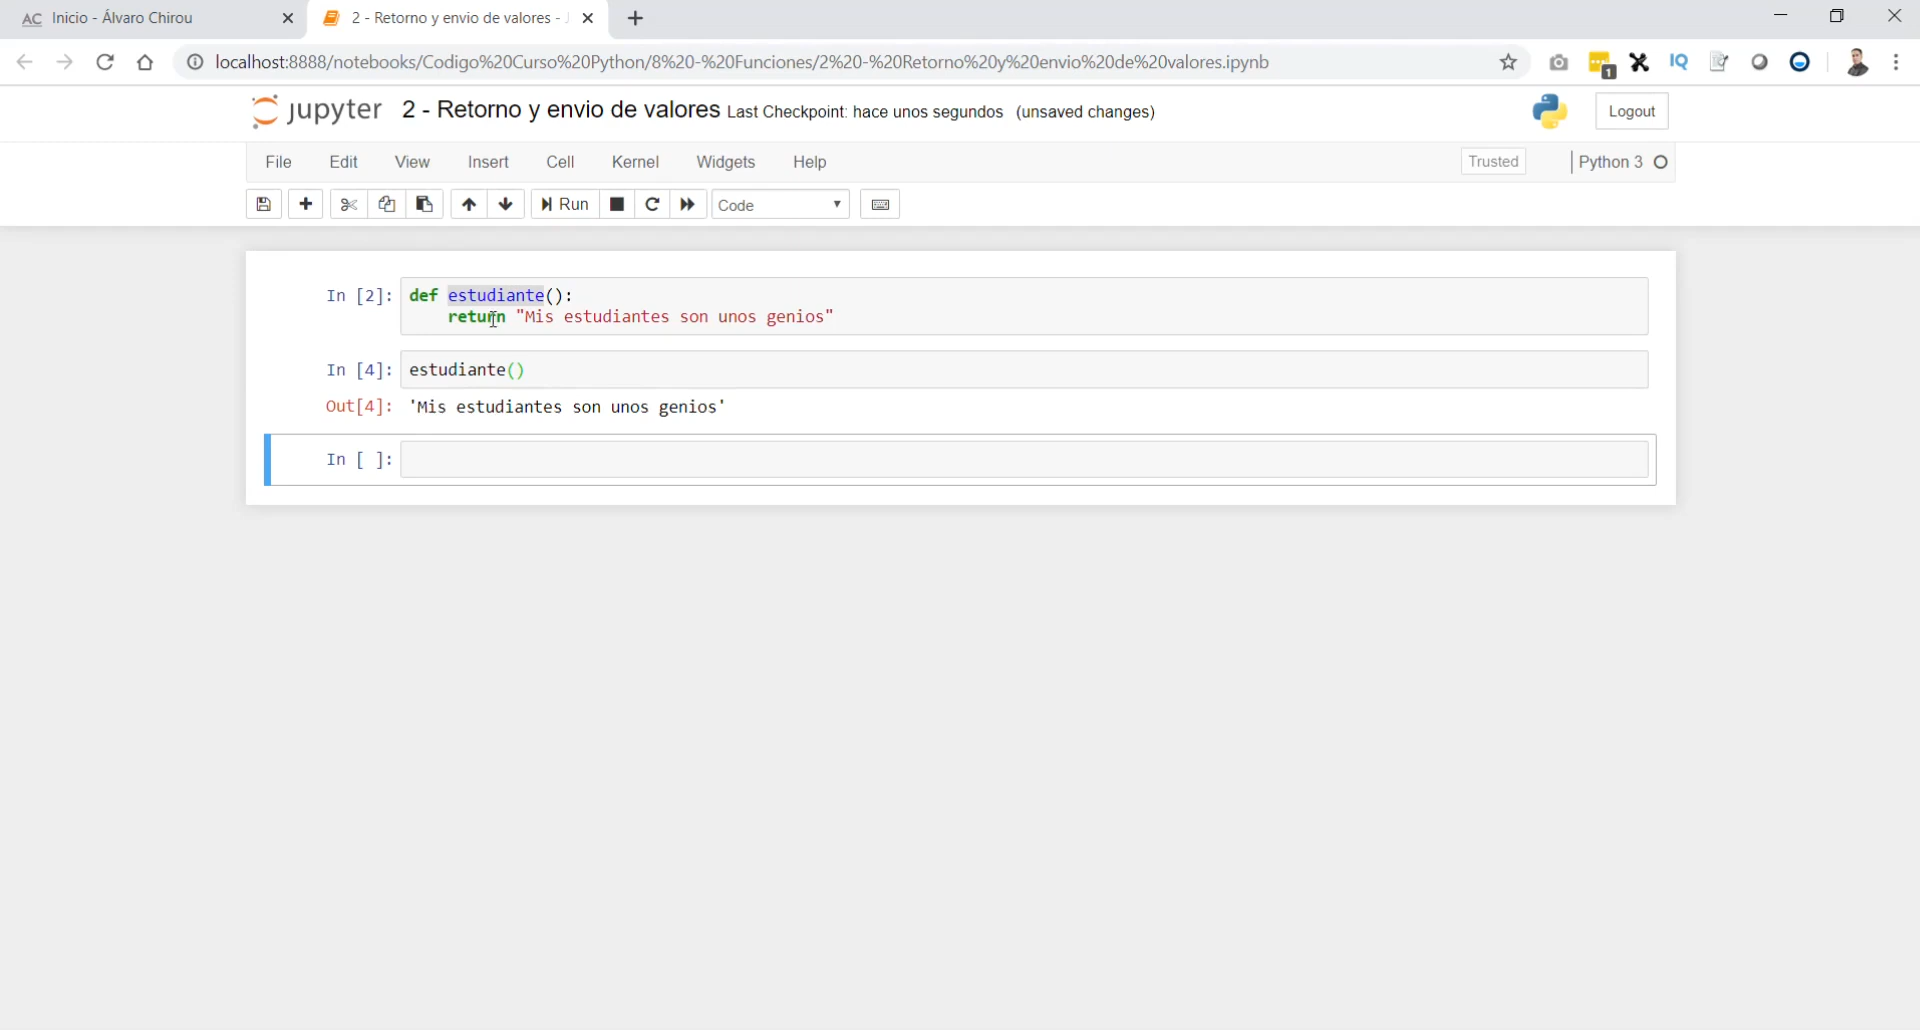 AC Inicio - Álvaro Chirou
2 - Retorno y envio de valores -
localhost:8888/notebooks/Codigo%20Curso%20Python/8%20-%20Funciones/2%20-%20Retorno%20y%20envio%20de%20valores.ipynb
1
IQ
jupyter 2 - Retorno y envio de valores Last Checkpoint: hace unos segundos (unsaved changes)
Logout
File Edit View Insert Cell Kernel Widgets Help
Trusted
Python 3
Run
Code
In [2]: def estudiante():
return "Mis estudiantes son unos genios"
In [4]: estudiante()
Out[4]: 'Mis estudiantes son unos genios'
In [ ]: